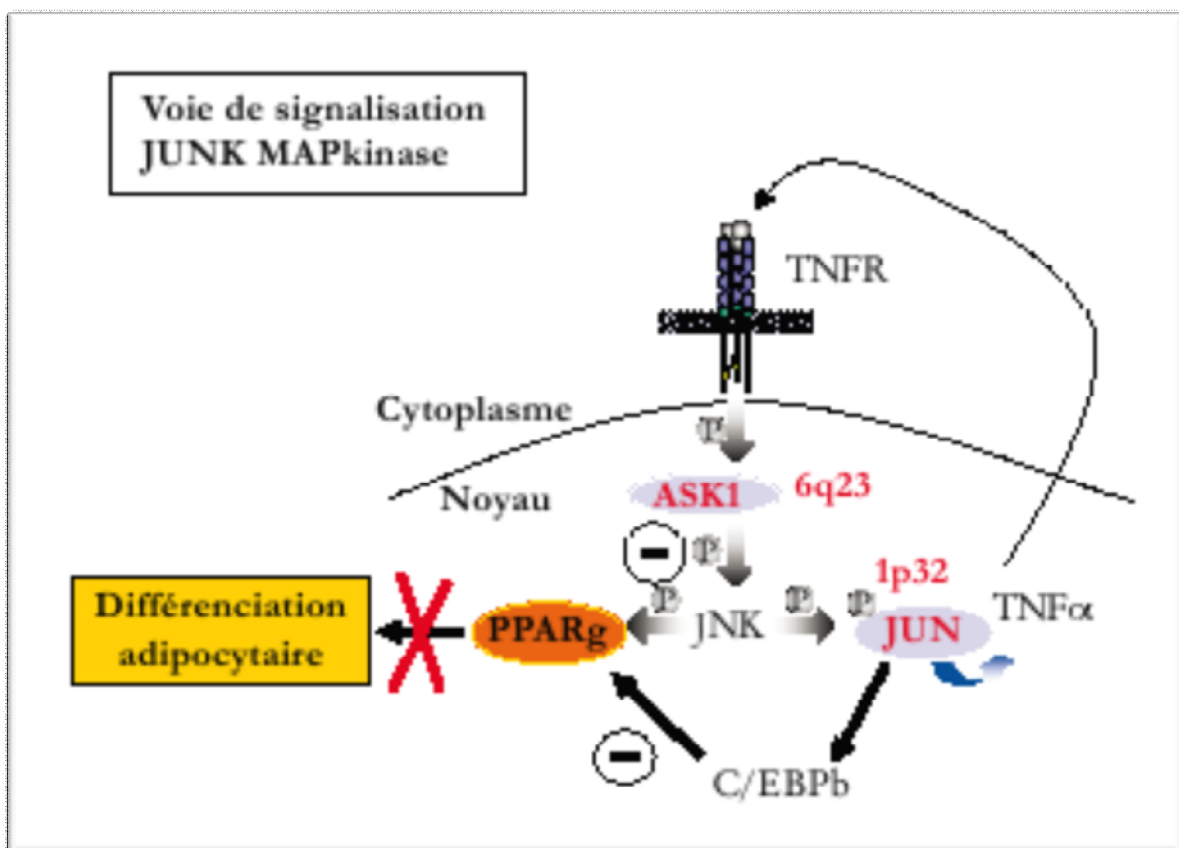 Voie de signalisation
JUNK MAPkinase
TNFR
Cytoplasme
P
Noyau
ASK1
6q23
P
1p32
P
P
P
TNFα
Différenciation
adipocytaire
PPARg
JNK
JUN
C/EBPb